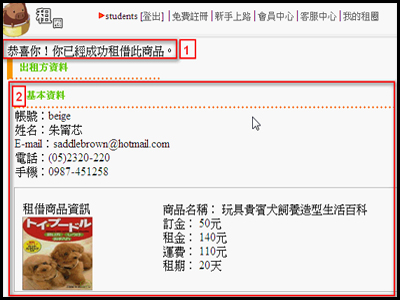 租圈
students [登出] | 免費註冊 | 新手上路 | 會員中心 | 客服中心 | 我的租圈
恭喜你！你已經成功租借此商品。 1
出租方資料
2 基本資料
帳號：beige
姓名：朱甯芯
E-mail：saddlebrown@hotmail.com
電話：(05)2320-220
手機：0987-451258
租借商品資訊
トイ・プードル
商品名稱： 玩具貴賓犬飼養造型生活百科
訂金： 50元
租金： 140元
運費： 110元
租期： 20天